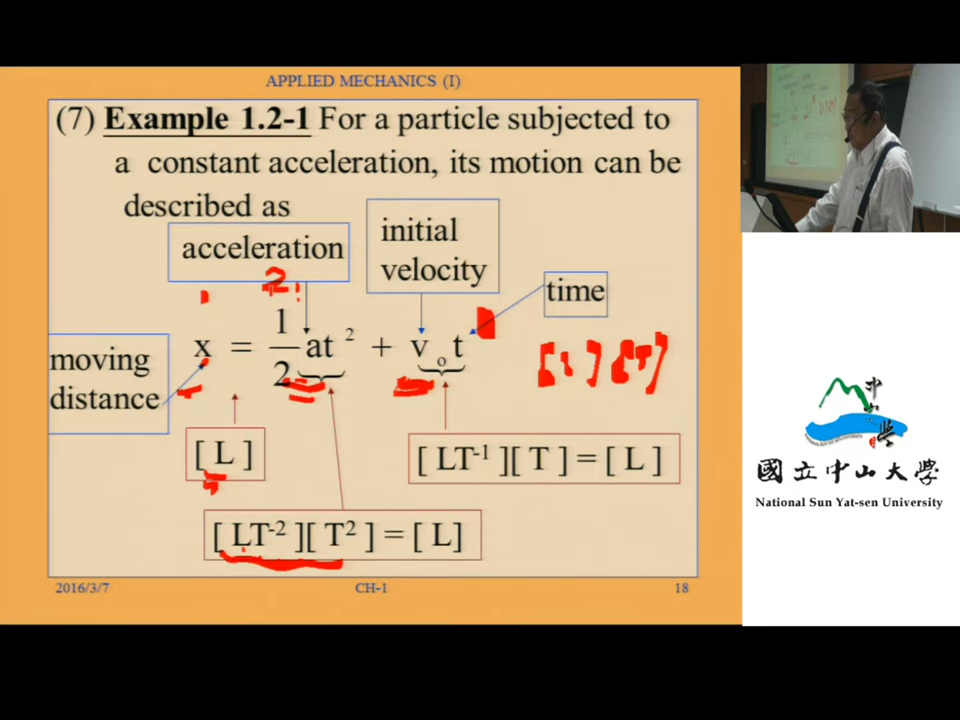 APPLIED MECHANICS (I)
(7) Example 1.2-1 For a particle subjected to
a constant acceleration, its motion can be
described as
acceleration
initial
velocity
time
moving
distance
x = 1/2 at² + v₀t
[ L ]
[ LT⁻¹ ][ T ] = [ L ]
[ LT⁻² ][ T² ] = [ L]
2016/3/7
CH-1
18
國立中山大學
National Sun Yat-sen University